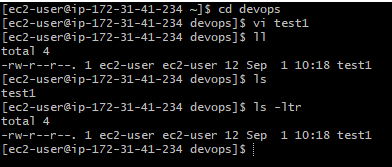 [ec2-user@ip-172-31-41-234 ~]$ cd devops
[ec2-user@ip-172-31-41-234 devops]$ vi test1
[ec2-user@ip-172-31-41-234 devops]$ ll
total 4
-rw-r--r--. 1 ec2-user ec2-user 12 Sep  1 10:18 test1
[ec2-user@ip-172-31-41-234 devops]$ ls
test1
[ec2-user@ip-172-31-41-234 devops]$ ls -ltr
total 4
-rw-r--r--. 1 ec2-user ec2-user 12 Sep  1 10:18 test1
[ec2-user@ip-172-31-41-234 devops]$